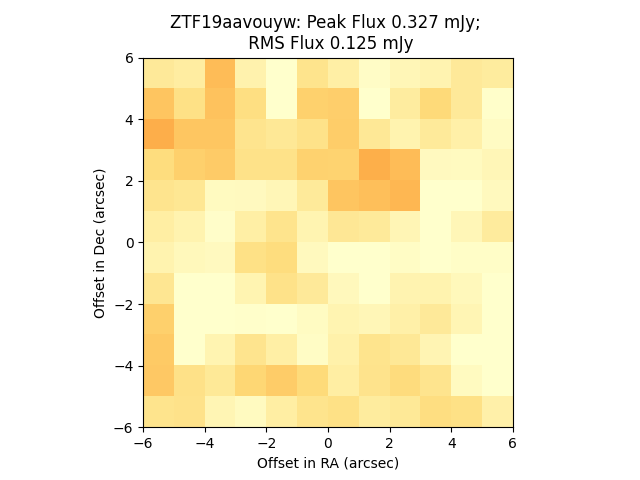 ZTF19aavouyw: Peak Flux 0.327 mJy;
RMS Flux 0.125 mJy
6
4
2
0
−2
−4
−6
Offset in Dec (arcsec)
−6 −4 −2 0 2 4 6
Offset in RA (arcsec)